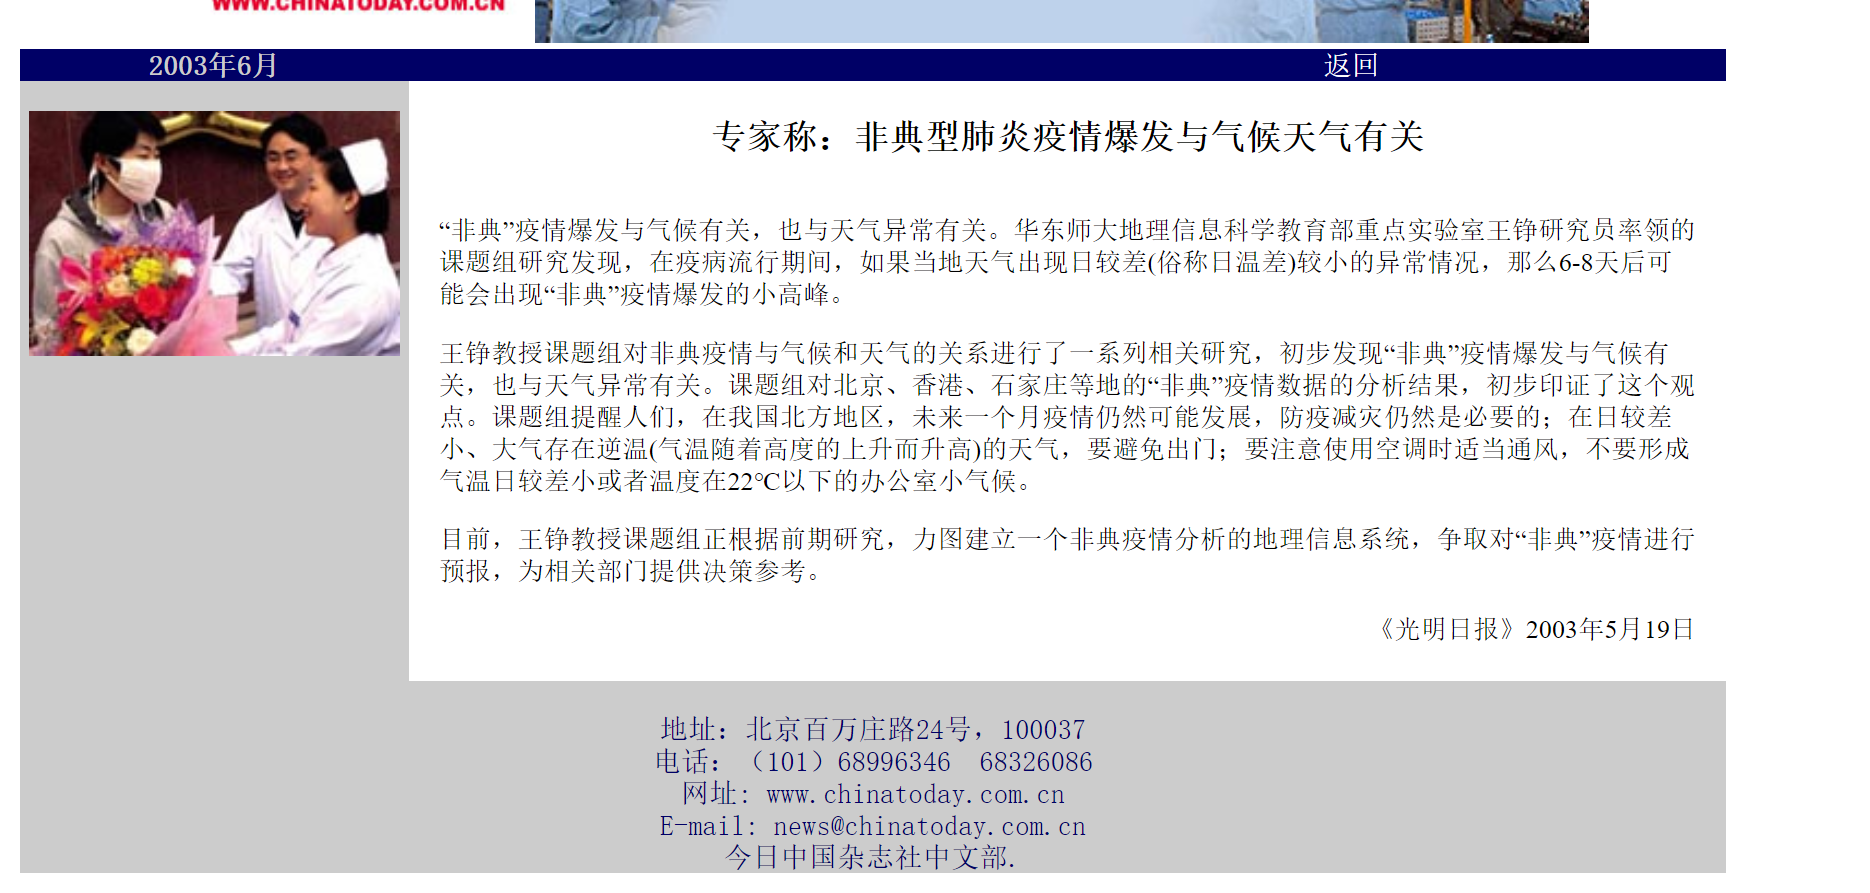 WWW.CHINATODAY.COM.CN
2003年6月
返回
专家称：非典型肺炎疫情爆发与气候天气有关
“非典”疫情爆发与气候有关，也与天气异常有关。华东师大地理信息科学教育部重点实验室王铮研究员率领的
课题组研究发现，在疫病流行期间，如果当地天气出现日较差(俗称日温差)较小的异常情况，那么6-8天后可
能会出现“非典”疫情爆发的小高峰。
王铮教授课题组对非典疫情与气候和天气的关系进行了一系列相关研究，初步发现“非典”疫情爆发与气候有
关，也与天气异常有关。课题组对北京、香港、石家庄等地的“非典”疫情数据的分析结果，初步印证了这个观
点。课题组提醒人们，在我国北方地区，未来一个月疫情仍然可能发展，防疫减灾仍然是必要的；在日较差
小、大气存在逆温(气温随着高度的上升而升高)的天气，要避免出门；要注意使用空调时适当通风，不要形成
气温日较差小或者温度在22℃以下的办公室小气候。
目前，王铮教授课题组正根据前期研究，力图建立一个非典疫情分析的地理信息系统，争取对“非典”疫情进行
预报，为相关部门提供决策参考。
《光明日报》2003年5月19日
地址：北京百万庄路24号，100037
电话：（101）68996346 68326086
网址: www.chinatoday.com.cn
E-mail: news@chinatoday.com.cn
今日中国杂志社中文部.